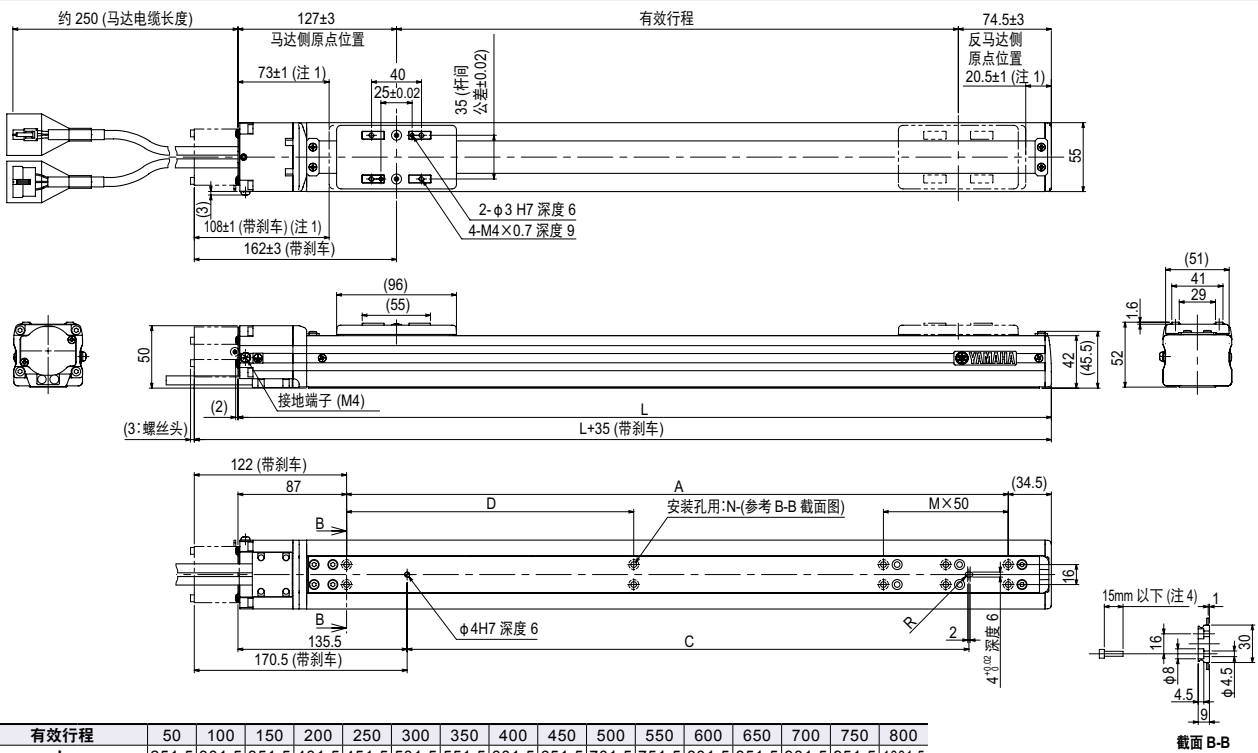 约 250 (马达电缆长度)
127±3
马达侧原点位置
有效行程
74.5±3
反马达侧
原点位置
73±1 (注 1)
40
25±0.02
35 (杆间
公差±0.02)
20.5±1 (注 1)
55
(3)
108±1 (带刹车) (注 1)
162±3 (带刹车)
2-φ3 H7 深度 6
4-M4×0.7 深度 9
(96)
(55)
50
YAMAHA
42
(45.5)
(51)
41
29
1.6
52
接地端子 (M4)
(2)
L
(3:螺丝头)
L+35 (带刹车)
122 (带刹车)
87
A
(34.5)
D
安装孔用:N-(参考 B-B 截面图)
M×50
B
16
B
φ4H7 深度 6
R
2
4 +0.02 0 深度 6
135.5
170.5 (带刹车)
C
15mm 以下 (注 4)
1
16
30
φ8
φ4.5
4.5
9
截面 B-B
有效行程 50 100 150 200 250 300 350 400 450 500 550 600 650 700 750 800